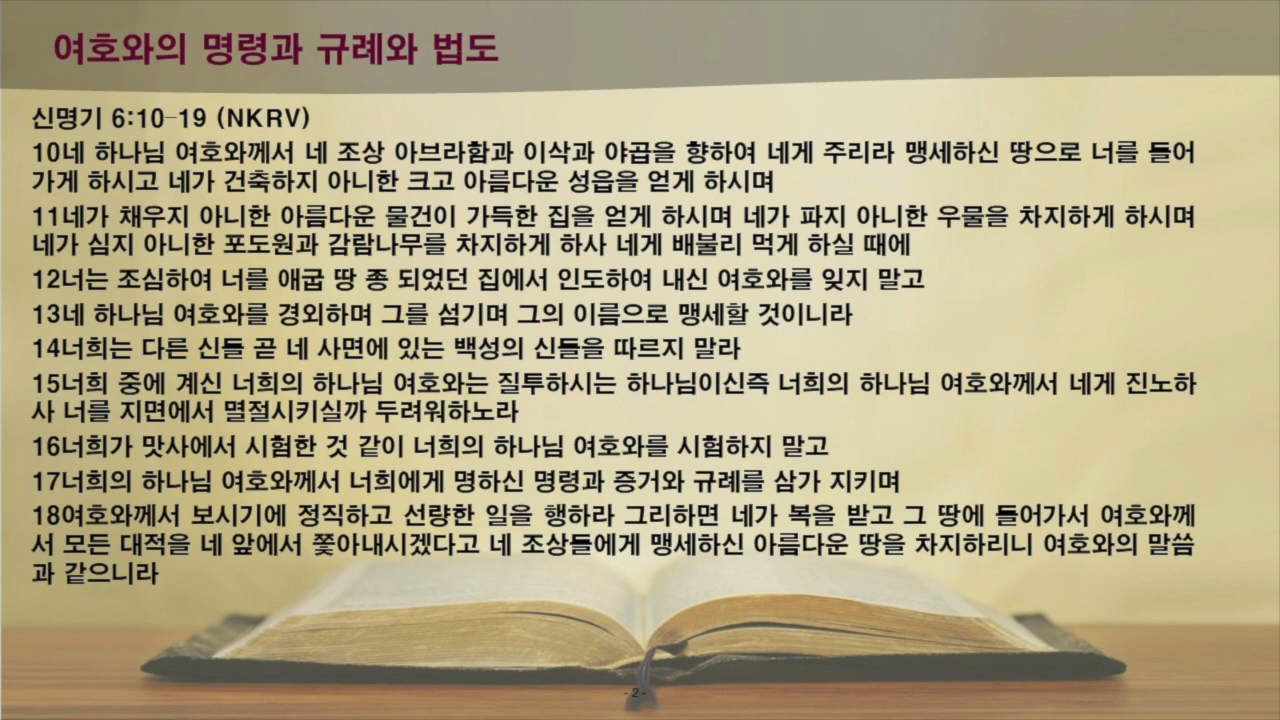 여호와의 명령과 규례와 법도
신명기 6:10-19 (NKRV)
10네 하나님 여호와께서 네 조상 아브라함과 이삭과 야곱을 향하여 네게 주리라 맹세하신 땅으로 너를 들어
가게 하시고 네가 건축하지 아니한 크고 아름다운 성읍을 얻게 하시며
11네가 채우지 아니한 아름다운 물건이 가득한 집을 얻게 하시며 네가 파지 아니한 우물을 차지하게 하시며
네가 심지 아니한 포도원과 감람나무를 차지하게 하사 네게 배불리 먹게 하실 때에
12너는 조심하여 너를 애굽 땅 종 되었던 집에서 인도하여 내신 여호와를 잊지 말고
13네 하나님 여호와를 경외하며 그를 섬기며 그의 이름으로 맹세할 것이니라
14너희는 다른 신들 곧 네 사면에 있는 백성의 신들을 따르지 말라
15너희 중에 계신 너희의 하나님 여호와는 질투하시는 하나님이신즉 너희의 하나님 여호와께서 네게 진노하
사 너를 지면에서 멸절시키실까 두려워하노라
16너희가 맛사에서 시험한 것 같이 너희의 하나님 여호와를 시험하지 말고
17너희의 하나님 여호와께서 너희에게 명하신 명령과 증거와 규례를 삼가 지키며
18여호와께서 보시기에 정직하고 선량한 일을 행하라 그리하면 네가 복을 받고 그 땅에 들어가서 여호와께
서 모든 대적을 네 앞에서 쫓아내시겠다고 네 조상들에게 맹세하신 아름다운 땅을 차지하리니 여호와의 말씀
과 같으니라
- 2 -